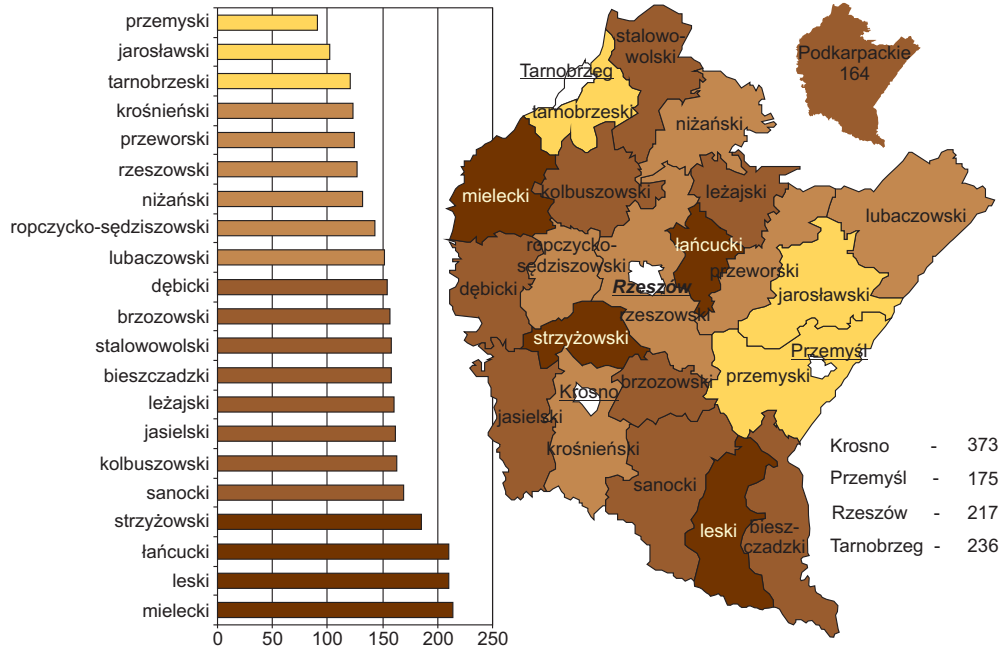 przemyski
jarosławski
tarnobrzeski
krośnieński
przeworski
rzeszowski
niżański
ropczycko-sędziszowski
lubaczowski
dębicki
brzozowski
stalowowolski
bieszczadzki
leżajski
jasielski
kolbuszowski
sanocki
strzyżowski
łańcucki
leski
mielecki
0 50 100 150 200 250
stalowo-
wolski
Tarnobrzeg
tamobrzeski
niżański
mielecki
kolbuszowski
leżajski
lubaczowski
ropczycko-
sędziszowski
łańcucki
przeworski
dębicki
Rzeszów
jarosławski
rzeszowski
strzyżowski
Przemyśl
przemyski
Krosno
brzozowski
jasielski
krośnieński
sanocki
leski
biesz-
czadzki
Podkarpackie
164
Krosno - 373
Przemyśl - 175
Rzeszów - 217
Tarnobrzeg - 236